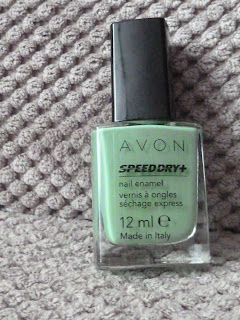 AVON
SPEEDDRY+
nail enamel
vernis à ongles
séchage express
12 ml ℮
Made in Italy